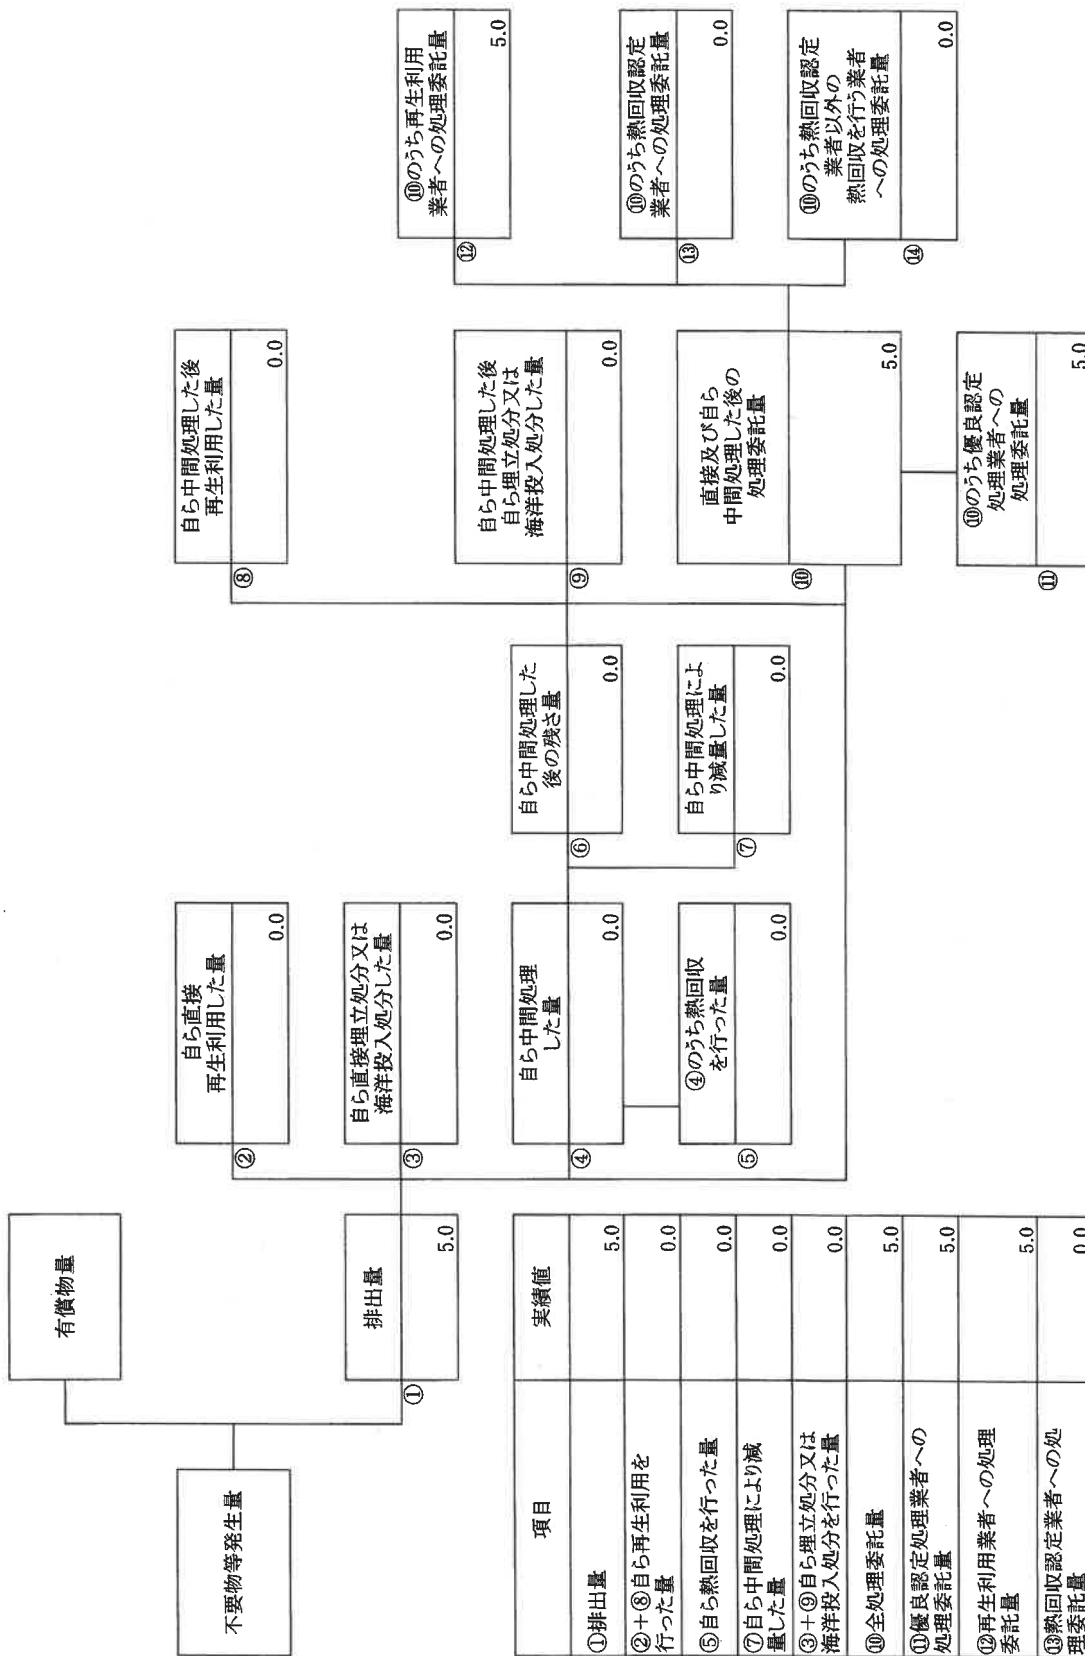 不要物等発生量
有償物量
排出量
①
5.0
自ら直接
再生利用した量
②
0.0
自ら直接埋立処分又は
海洋投入処分した量
③
0.0
自ら中間処理
した量
④
0.0
④のうち熱回収
を行った量
⑤
0.0
自ら中間処理した
後の残さ量
⑥
0.0
自ら中間処理によ
り減量した量
⑦
0.0
自ら中間処理した後
再生利用した量
⑧
0.0
自ら中間処理した後
自ら埋立処分又は
海洋投入処分した量
⑨
0.0
直接及び自ら
中間処理した後の
処理委託量
⑩
5.0
⑩のうち優良認定
処理業者への
処理委託量
⑪
5.0
⑩のうち再生利用
業者への処理委託量
⑫
5.0
⑩のうち熱回収認定
業者への処理委託量
⑬
0.0
⑩のうち熱回収認定
業者以外の
熱回収を行う業者
への処理委託量
⑭
0.0
項目
実績値
①排出量
5.0
②+⑧自ら再生利用を
行った量
0.0
⑤自ら熱回収を行った量
0.0
⑦自ら中間処理により減
量した量
0.0
③+⑨自ら埋立処分又は
海洋投入処分を行った量
0.0
⑩全処理委託量
5.0
⑪優良認定処理業者への
処理委託量
5.0
⑫再生利用業者への処理
委託量
5.0
⑬熱回収認定業者への処
理委託量
0.0